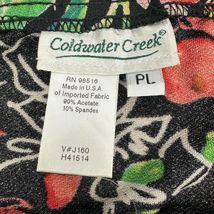 Coldwater Creek®
PL
RN 98516
Made in U.S.A.
of Imported Fabric
90% Acetate
10% Spandex
V#J160
H41514